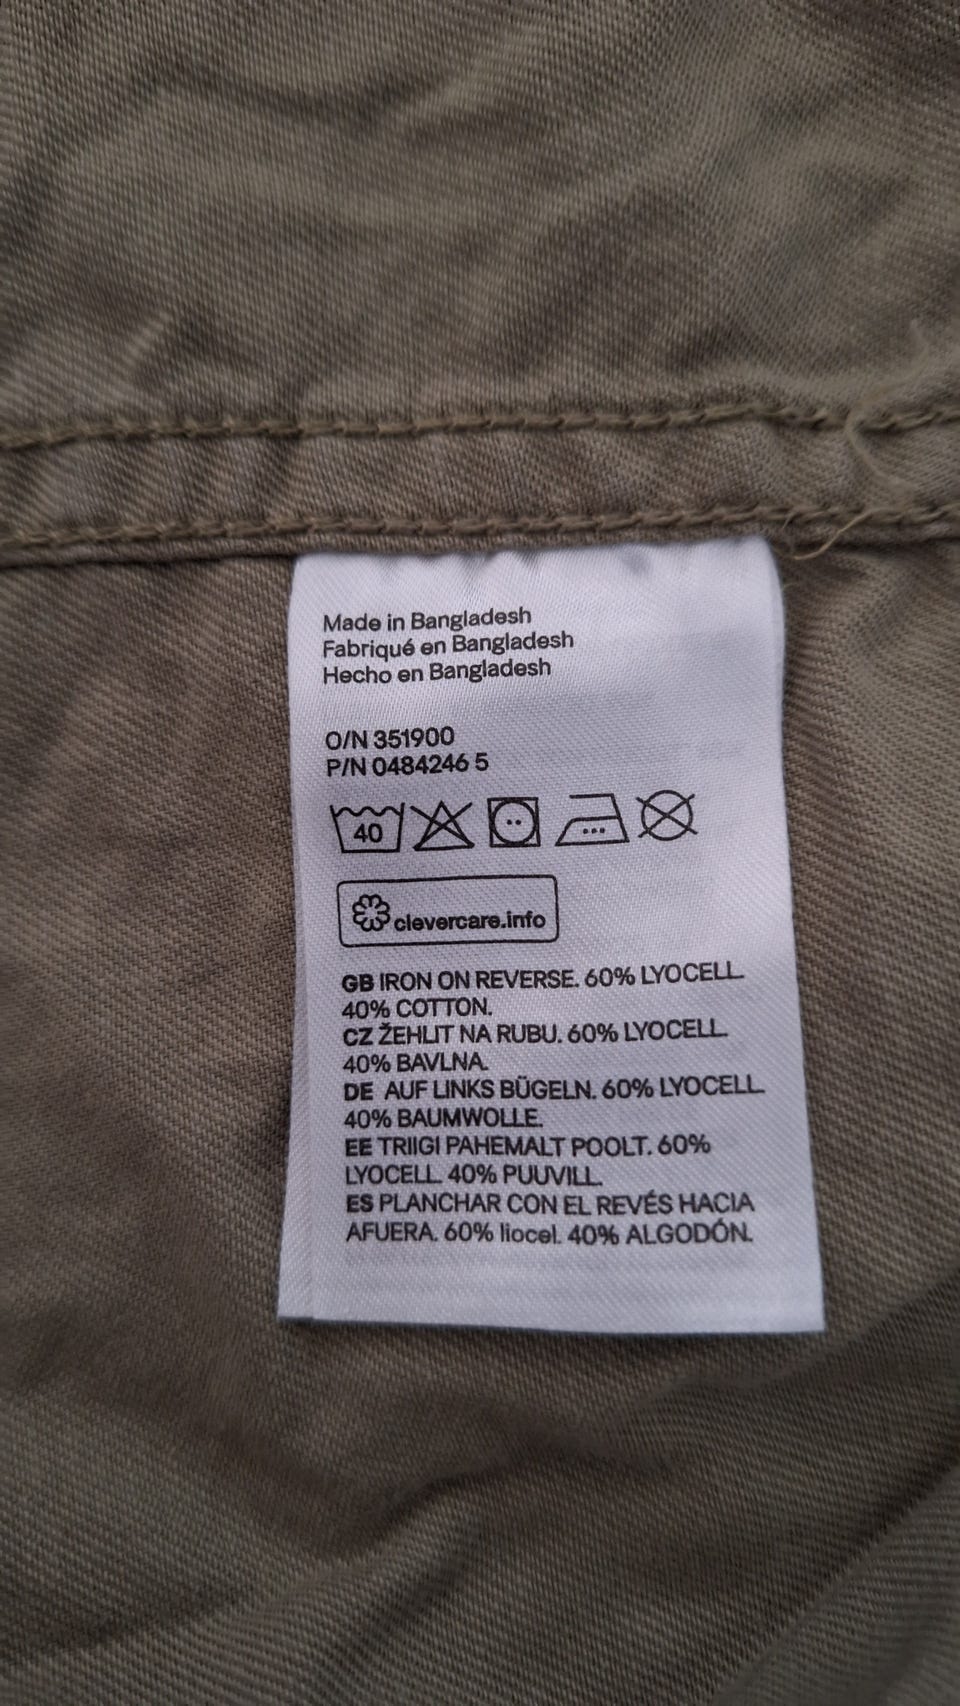 Made in Bangladesh
Fabriqué en Bangladesh
Hecho en Bangladesh
O/N 351900
P/N 0484246 5
40
clevercare.info
GB IRON ON REVERSE. 60% LYOCELL.
40% COTTON.
CZ ŽEHLIT NA RUBU. 60% LYOCELL.
40% BAVLNA.
DE AUF LINKS BÜGELN. 60% LYOCELL.
40% BAUMWOLLE.
EE TRIIGI PAHEMALT POOLT. 60%
LYOCELL. 40% PUUVILL.
ES PLANCHAR CON EL REVÉS HACIA
AFUERA. 60% liocel. 40% ALGODÓN.